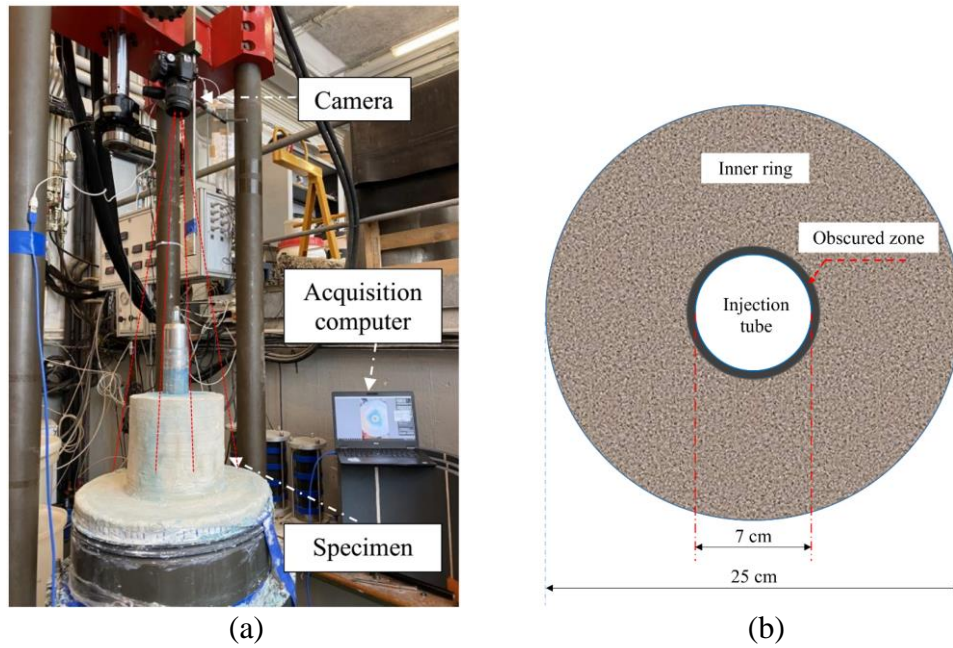 Camera
Acquisition
computer
Specimen
(a)
Inner ring
Obscured zone
Injection
tube
7 cm
25 cm
(b)